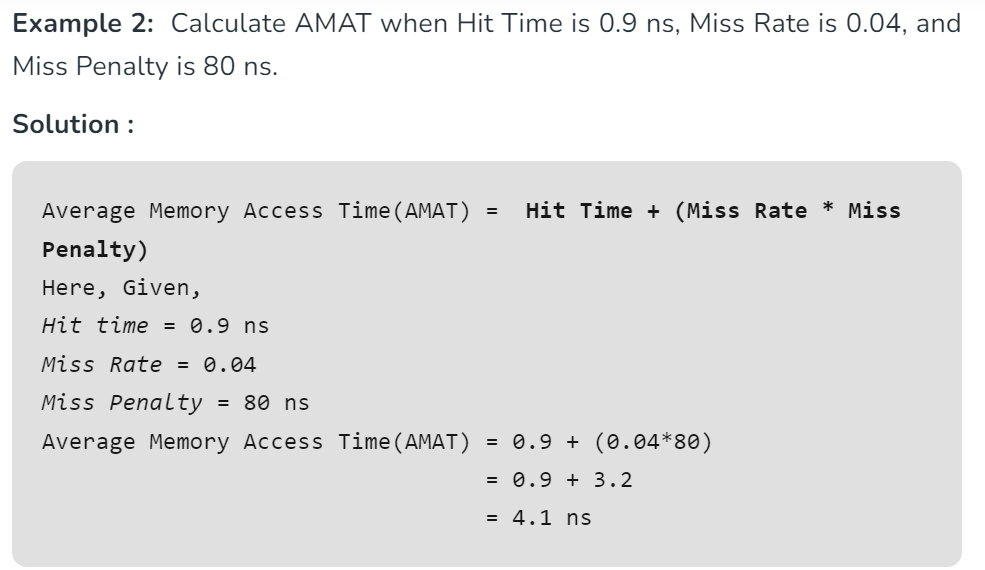 Example 2: Calculate AMAT when Hit Time is 0.9 ns, Miss Rate is 0.04, and
Miss Penalty is 80 ns.
Solution :
Average Memory Access Time(AMAT) = Hit Time + (Miss Rate * Miss
Penalty)
Here, Given,
Hit time = 0.9 ns
Miss Rate = 0.04
Miss Penalty = 80 ns
Average Memory Access Time(AMAT) = 0.9 + (0.04*80)
= 0.9 + 3.2
= 4.1 ns